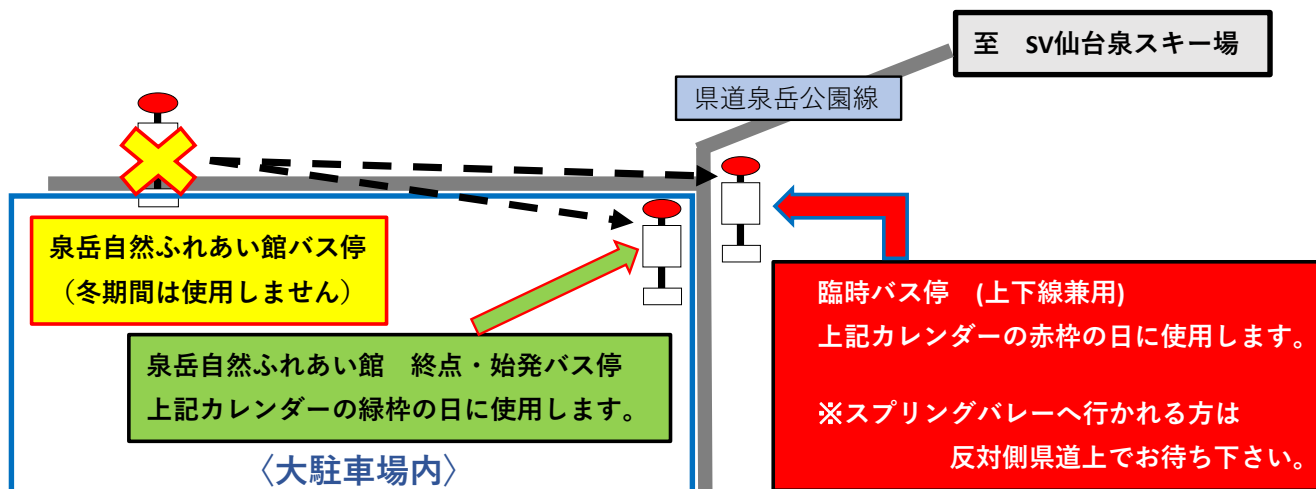 至　SV仙台泉スキー場
県道泉岳公園線
泉岳自然ふれあい館バス停
（冬期間は使用しません）
泉岳自然ふれあい館　終点・始発バス停
上記カレンダーの緑枠の日に使用します。
〈大駐車場内〉
臨時バス停　(上下線兼用)
上記カレンダーの赤枠の日に使用します。
※スプリングバレーへ行かれる方は
反対側県道上でお待ち下さい。